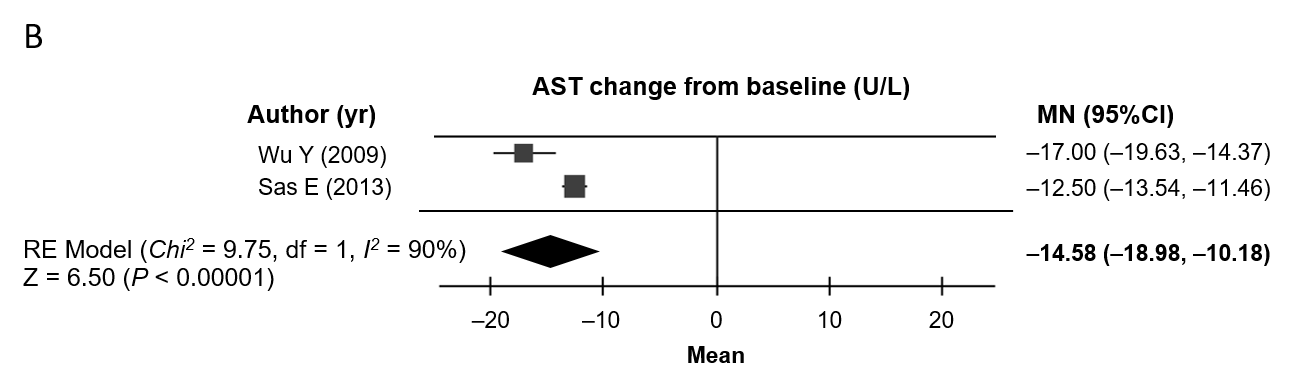 B
AST change from baseline (U/L)
Author (yr) MN (95%CI)
Wu Y (2009) –17.00 (–19.63, –14.37)
Sas E (2013) –12.50 (–13.54, –11.46)
RE Model (Chi² = 9.75, df = 1, I² = 90%) –14.58 (–18.98, –10.18)
Z = 6.50 (P < 0.00001)
–20 –10 0 10 20
Mean